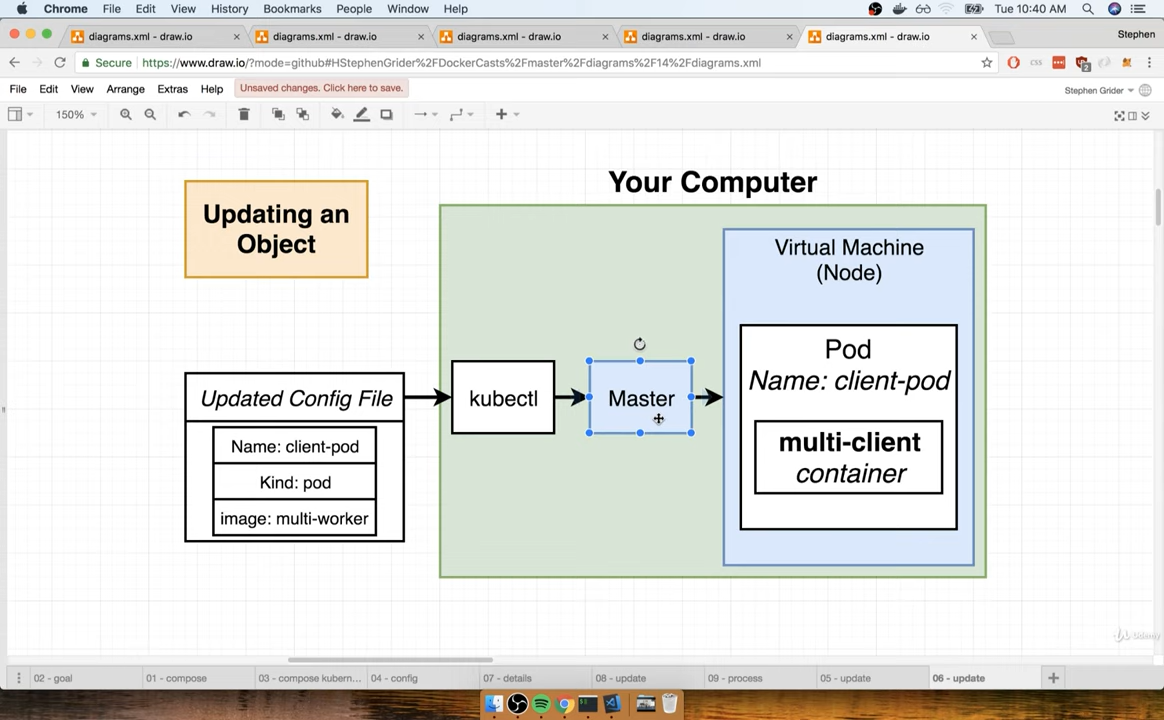 Chrome File Edit View History Bookmarks People Window Help Tue 10:40 AM
diagrams.xml - draw.io diagrams.xml - draw.io diagrams.xml - draw.io diagrams.xml - draw.io diagrams.xml - draw.io Stephen
Secure https://www.draw.io/?mode=github#HStephenGrider%2FDockerCasts%2Fmaster%2Fdiagrams%2F14%2Fdiagrams.xml
File Edit View Arrange Extras Help Unsaved changes. Click here to save. Stephen Grider
150%
Your Computer
Updating an
Object
Virtual Machine
(Node)
Pod
Name: client-pod
multi-client
container
Updated Config File
kubectl
Master
Name: client-pod
Kind: pod
image: multi-worker
Udemy
02 - goal 01 - compose 03 - compose kubern... 04 - config 07 - details 08 - update 09 - process 05 - update 06 - update